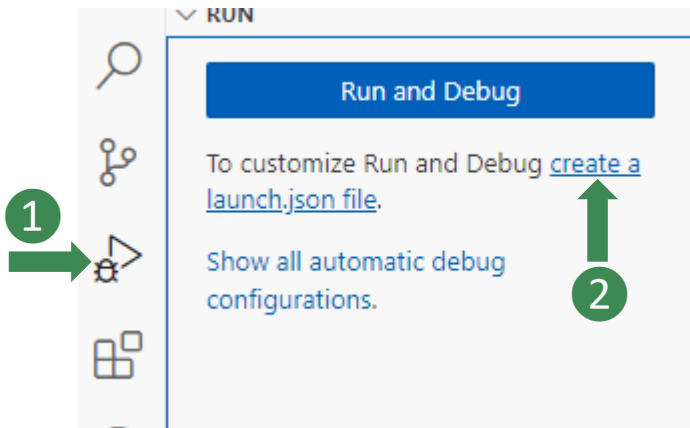 RUN
Run and Debug
To customize Run and Debug create a
launch.json file.
1
Show all automatic debug
configurations.
2